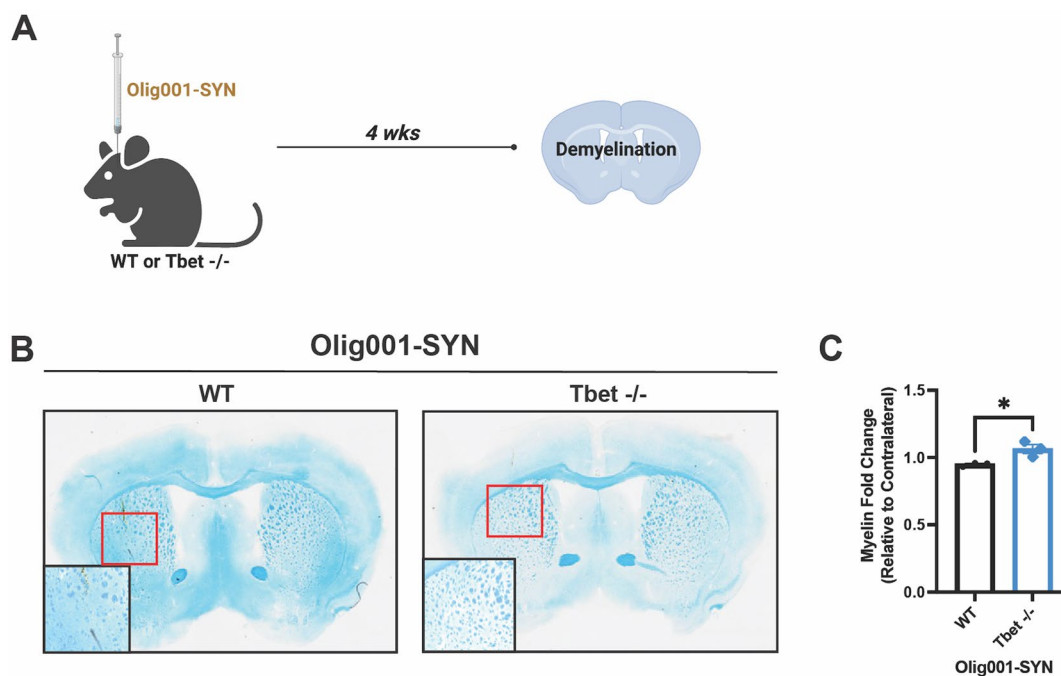 A
Olig001-SYN
4 wks
Demyelination
WT or Tbet -/-
B
Olig001-SYN
WT
Tbet -/-
C
Myelin Fold Change
(Relative to Contralateral)
1.5
1.0
0.5
0.0
*
WT
Tbet -/-
Olig001-SYN